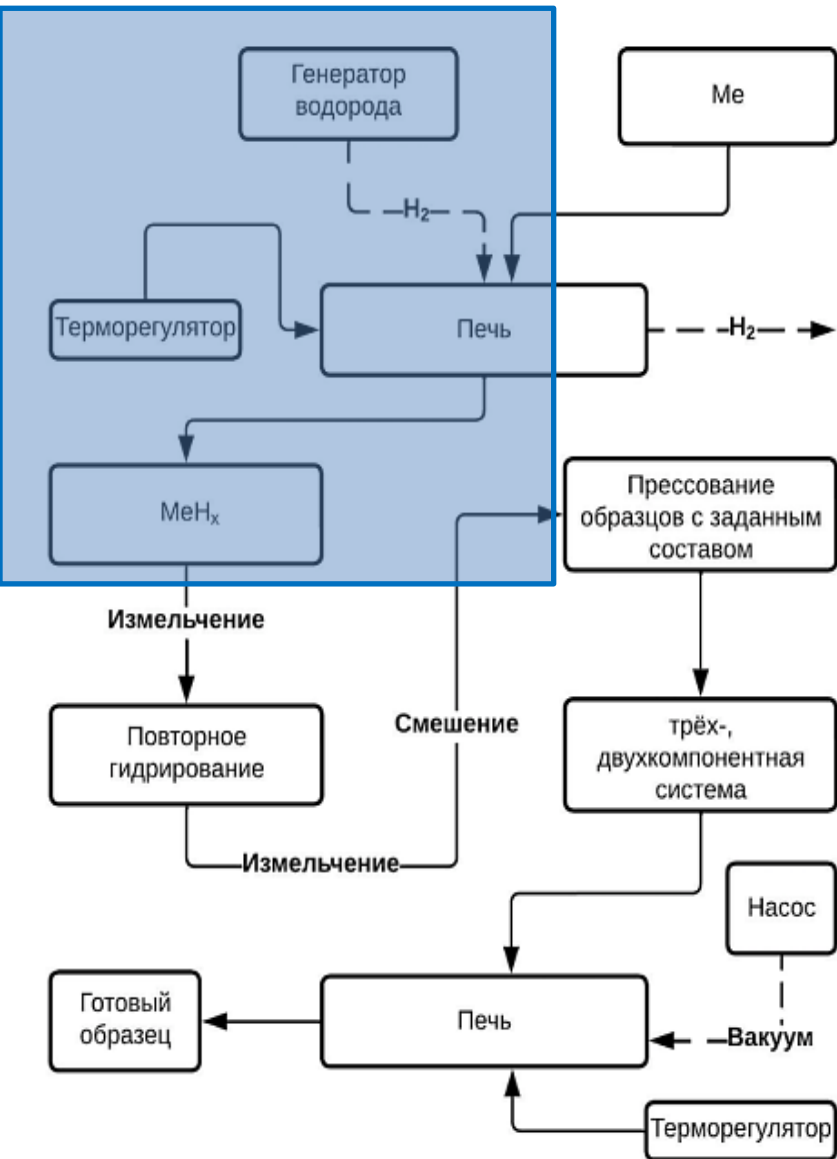 Генератор
водорода
Me
H₂
Терморегулятор
Печь
H₂
MeHₓ
Прессование
образцов с заданным
составом
Измельчение
Повторное
гидрирование
Смешение
трёх-,
двухкомпонентная
система
Измельчение
Насос
Готовый
образец
Печь
Вакуум
Терморегулятор